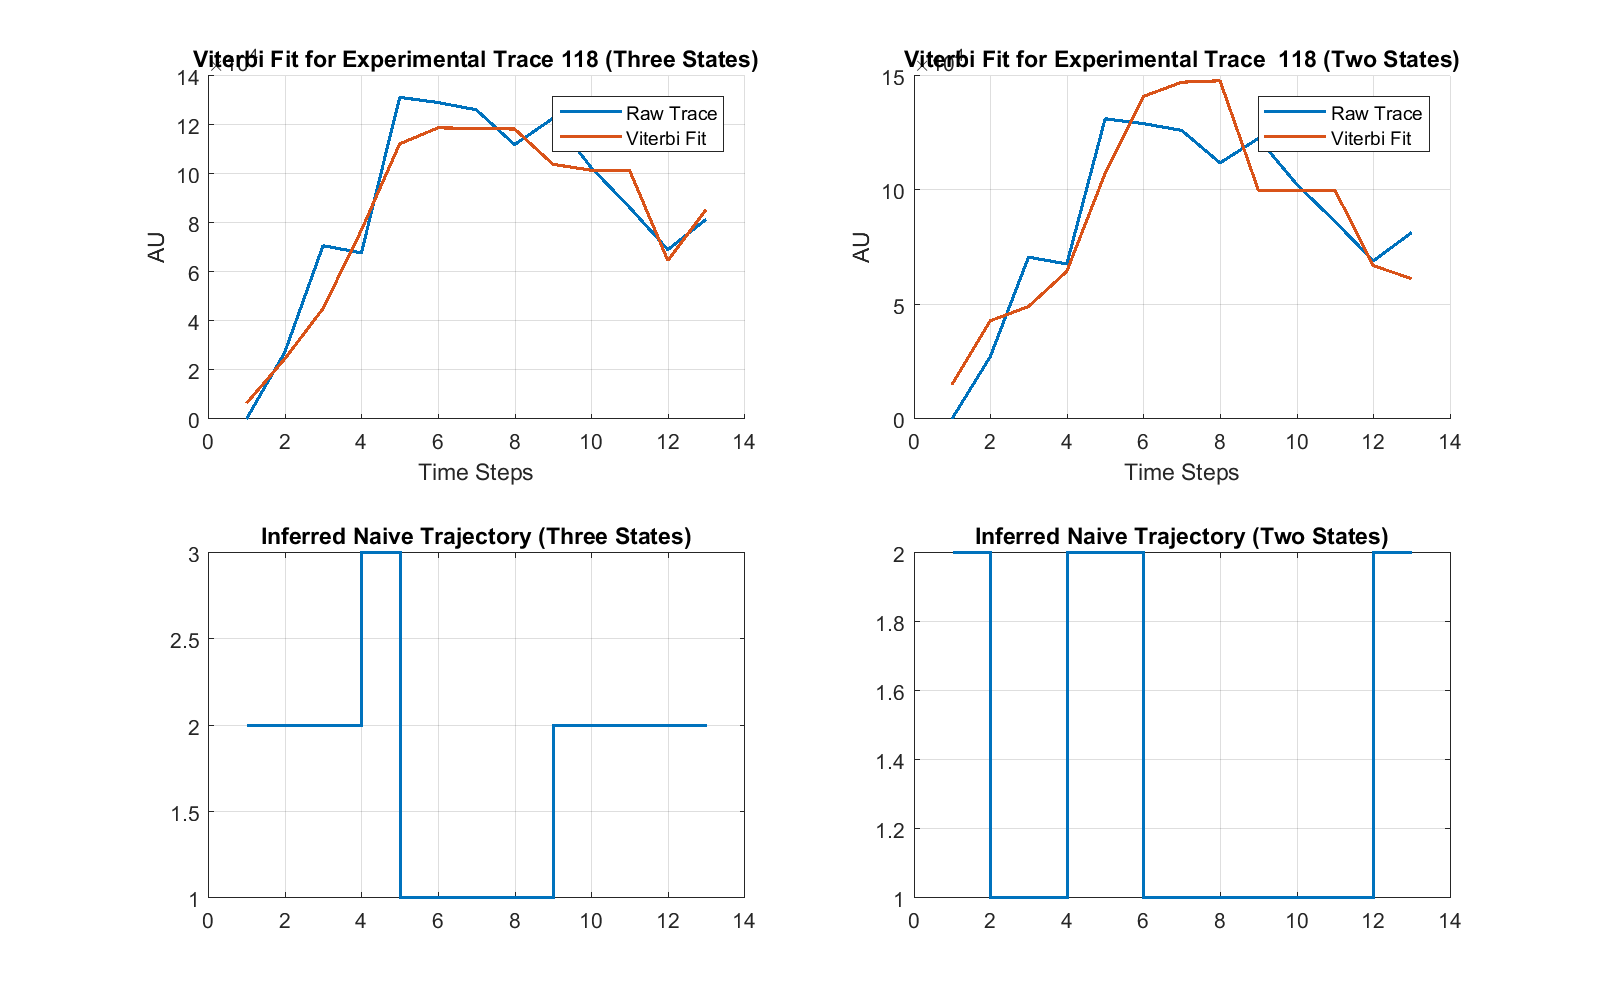 Viterbi Fit for Experimental Trace 118 (Three States)
14
12
10
8
6
4
2
0
AU
0 2 4 6 8 10 12 14
Time Steps
Raw Trace
Viterbi Fit
Viterbi Fit for Experimental Trace  118 (Two States)
15
10
5
0
AU
0 2 4 6 8 10 12 14
Time Steps
Raw Trace
Viterbi Fit
Inferred Naive Trajectory (Three States)
3
2.5
2
1.5
1
0 2 4 6 8 10 12 14
Inferred Naive Trajectory (Two States)
2
1.8
1.6
1.4
1.2
1
0 2 4 6 8 10 12 14